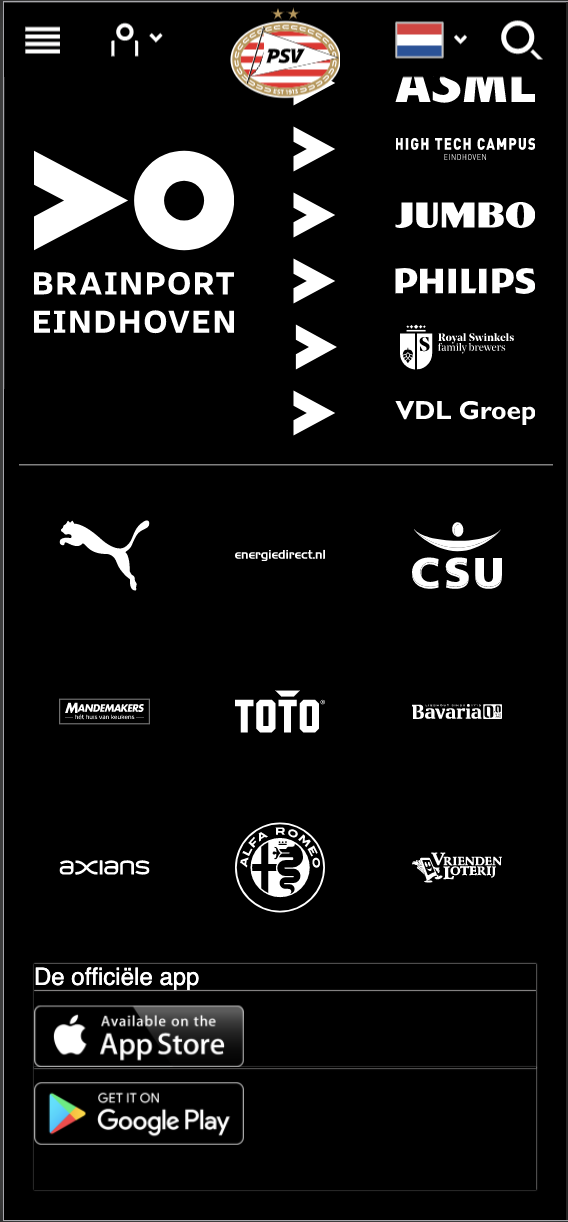 PSV
EST 1913
ASML
HIGH TECH CAMPUS
EINDHOVEN
JUMBO
BRAINPORT
EINDHOVEN
PHILIPS
Royal Swinkels
family brewers
VDL Groep
energiedirect.nl
CSU
MANDEMAKERS
hét huis van keukens
TOTO
Bavaria
axians
ALFA ROMEO
VRIENDEN
LOTERIJ
De officiële app
Available on the
App Store
GET IT ON
Google Play